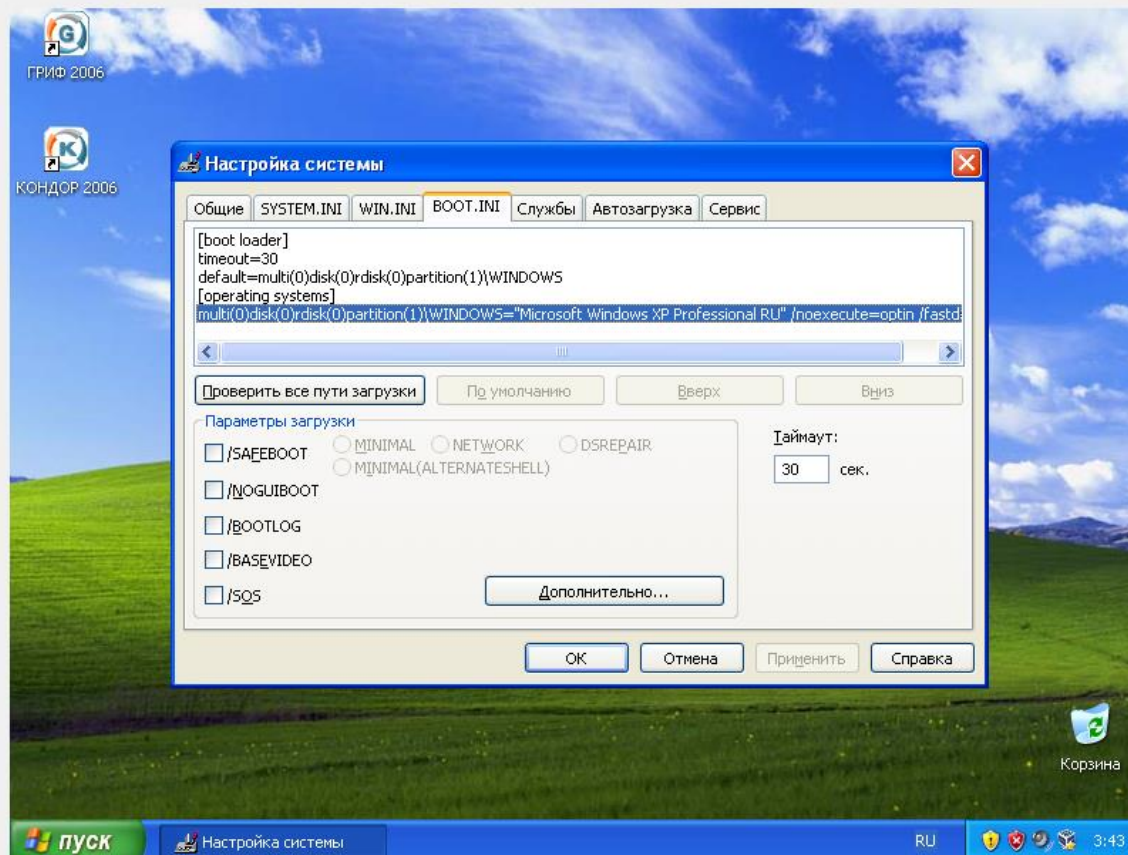 ГРИФ 2006
КОНДОР 2006
Настройка системы
Общие SYSTEM.INI WIN.INI BOOT.INI Службы Автозагрузка Сервис
[boot loader]
timeout=30
default=multi(0)disk(0)rdisk(0)partition(1)\WINDOWS
[operating systems]
multi(0)disk(0)rdisk(0)partition(1)\WINDOWS="Microsoft Windows XP Professional RU" /noexecute=optin /fastd
Проверить все пути загрузки По умолчанию Вверх Вниз
Параметры загрузки
/SAFEBOOT MINIMAL NETWORK DSREPAIR
MINIMAL(ALTERNATESHELL)
/NOGUIBOOT
/BOOTLOG
/BASEVIDEO
/SOS
Дополнительно...
Таймаут:
30 сек.
OK Отмена Применить Справка
Корзина
пуск Настройка системы RU 3:43